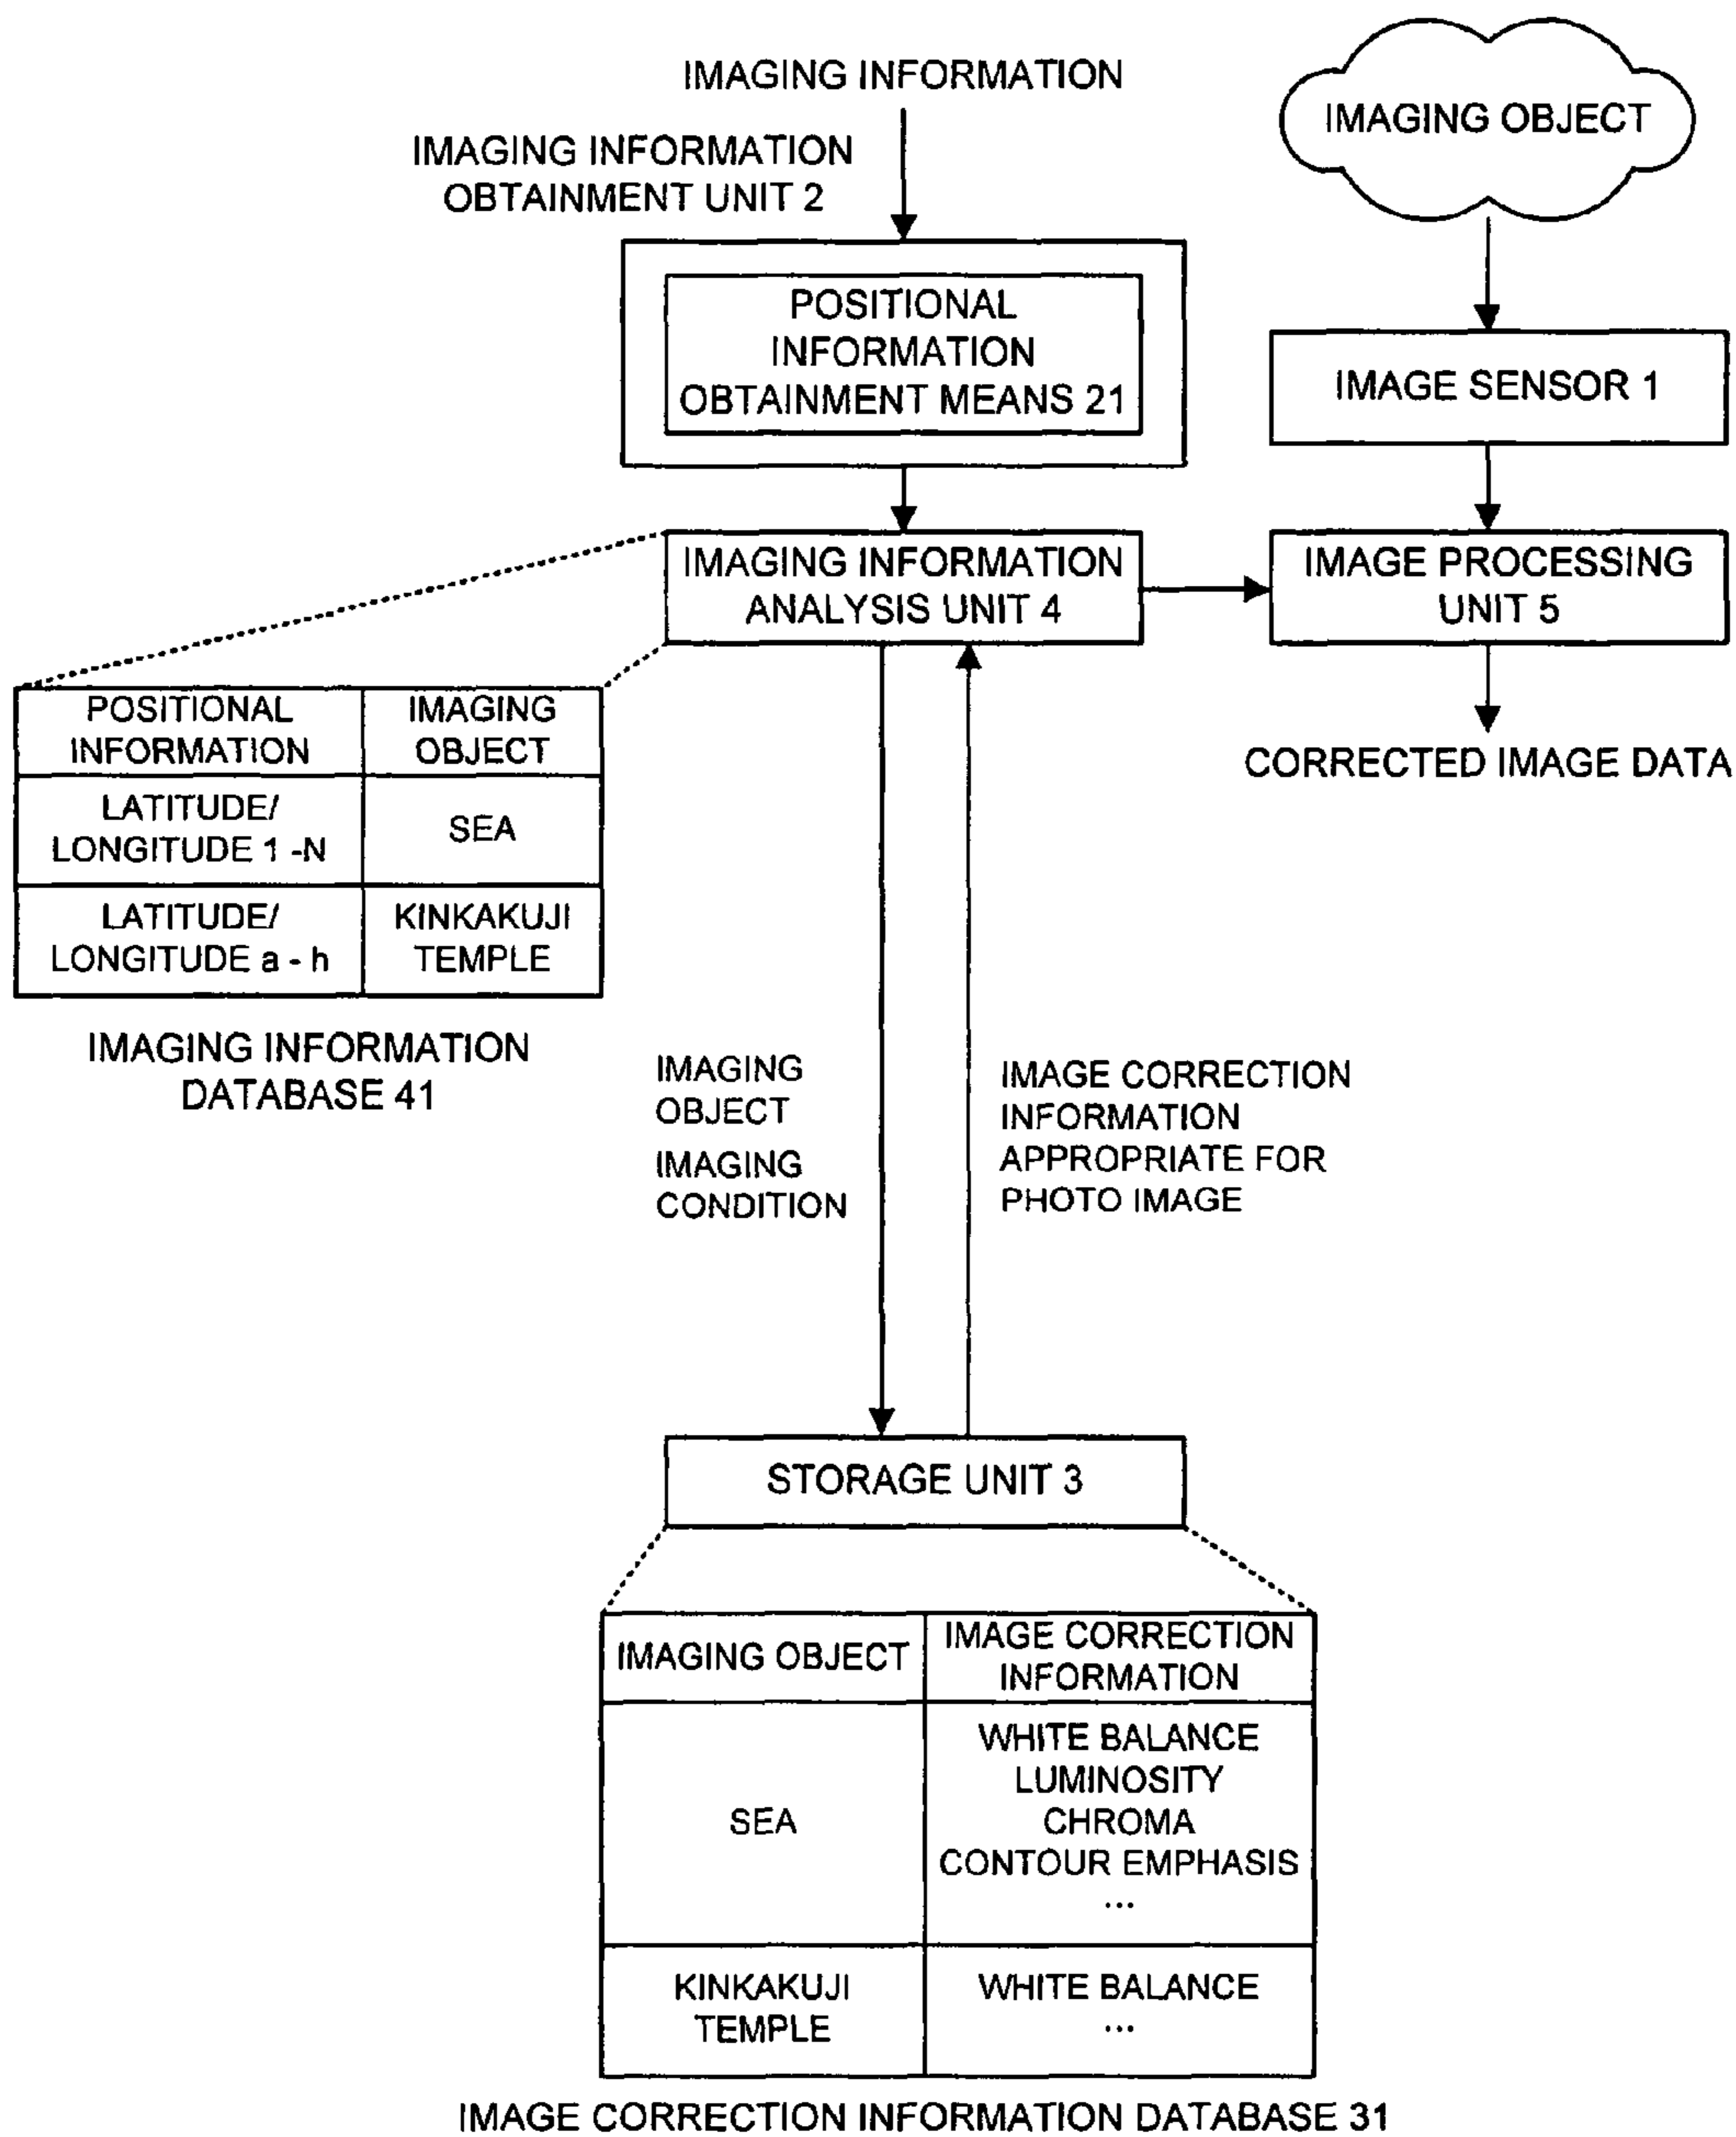 IMAGING INFORMATION
IMAGING OBJECT
IMAGING INFORMATION
OBTAINMENT UNIT 2
POSITIONAL
INFORMATION
OBTAINMENT MEANS 21
IMAGE SENSOR 1
IMAGING INFORMATION
ANALYSIS UNIT 4
IMAGE PROCESSING
UNIT 5
CORRECTED IMAGE DATA
POSITIONAL
INFORMATION
IMAGING
OBJECT
LATITUDE/
LONGITUDE 1 -N
SEA
LATITUDE/
LONGITUDE a - h
KINKAKUJI
TEMPLE
IMAGING INFORMATION
DATABASE 41
IMAGING
OBJECT
IMAGING
CONDITION
IMAGE CORRECTION
INFORMATION
APPROPRIATE FOR
PHOTO IMAGE
STORAGE UNIT 3
IMAGING OBJECT
IMAGE CORRECTION
INFORMATION
SEA
WHITE BALANCE
LUMINOSITY
CHROMA
CONTOUR EMPHASIS
...
KINKAKUJI
TEMPLE
WHITE BALANCE
...
IMAGE CORRECTION INFORMATION DATABASE 31